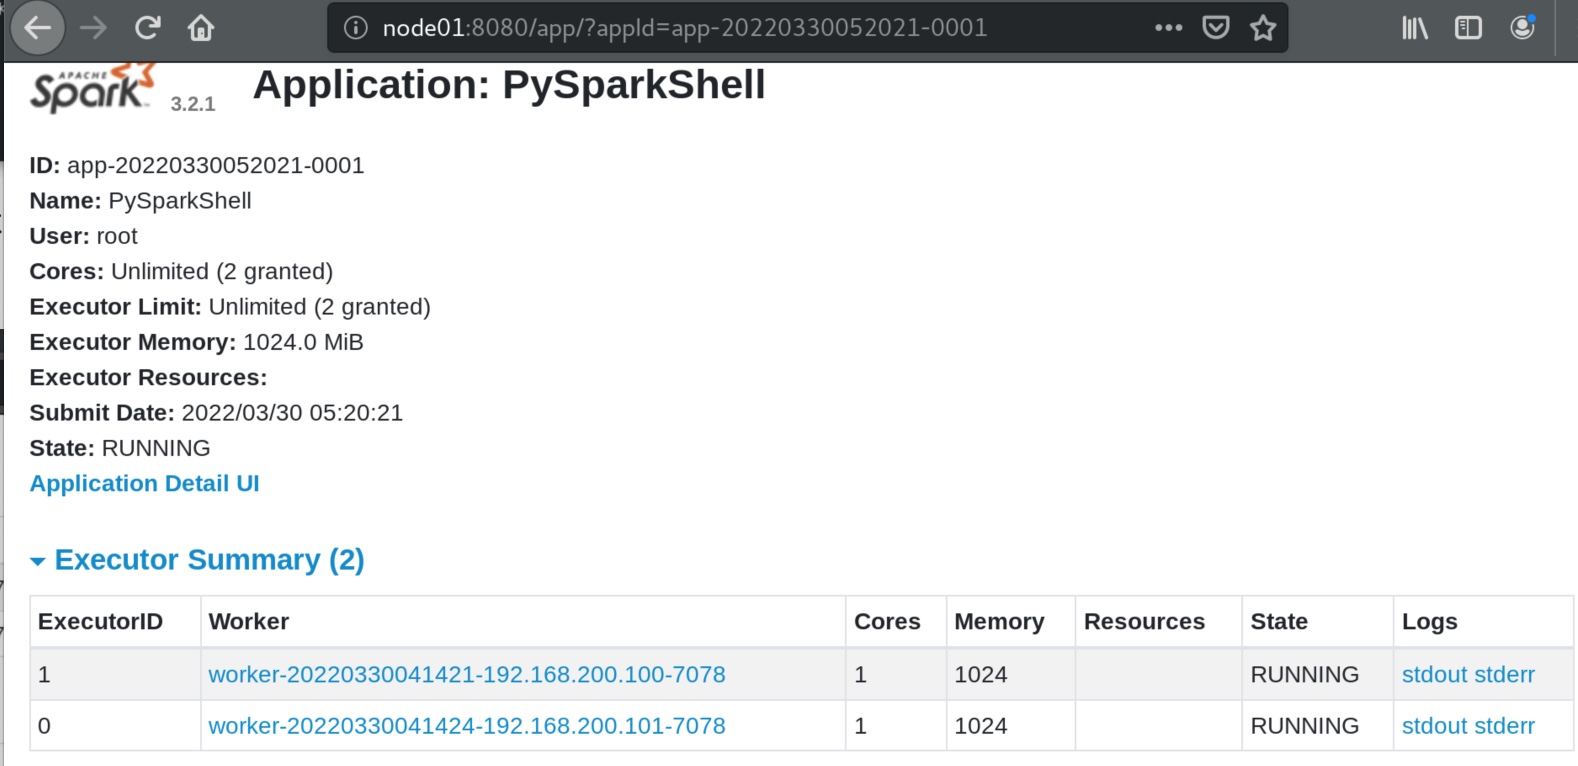 node01:8080/app/?appId=app-20220330052021-0001
APACHE
Spark 3.2.1 Application: PySparkShell
ID: app-20220330052021-0001
Name: PySparkShell
User: root
Cores: Unlimited (2 granted)
Executor Limit: Unlimited (2 granted)
Executor Memory: 1024.0 MiB
Executor Resources:
Submit Date: 2022/03/30 05:20:21
State: RUNNING
Application Detail UI
Executor Summary (2)
ExecutorID Worker Cores Memory Resources State Logs
1 worker-20220330041421-192.168.200.100-7078 1 1024 RUNNING stdout stderr
0 worker-20220330041424-192.168.200.101-7078 1 1024 RUNNING stdout stderr